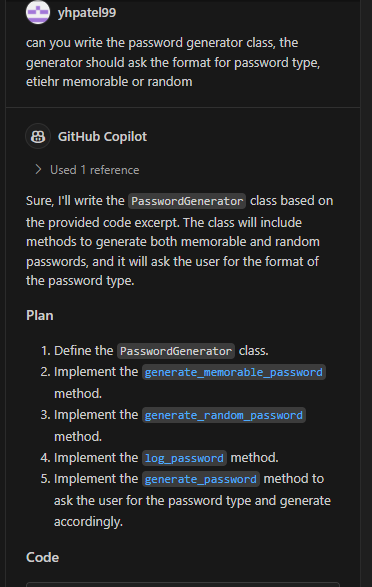 yhpatel99
can you write the password generator class, the
generator should ask the format for password type,
etiehr memorable or random
GitHub Copilot
Used 1 reference
Sure, I'll write the PasswordGenerator class based on
the provided code excerpt. The class will include
methods to generate both memorable and random
passwords, and it will ask the user for the format of
the password type.
Plan
1. Define the PasswordGenerator class.
2. Implement the generate_memorable_password
method.
3. Implement the generate_random_password
method.
4. Implement the log_password method.
5. Implement the generate_password method to
ask the user for the password type and generate
accordingly.
Code